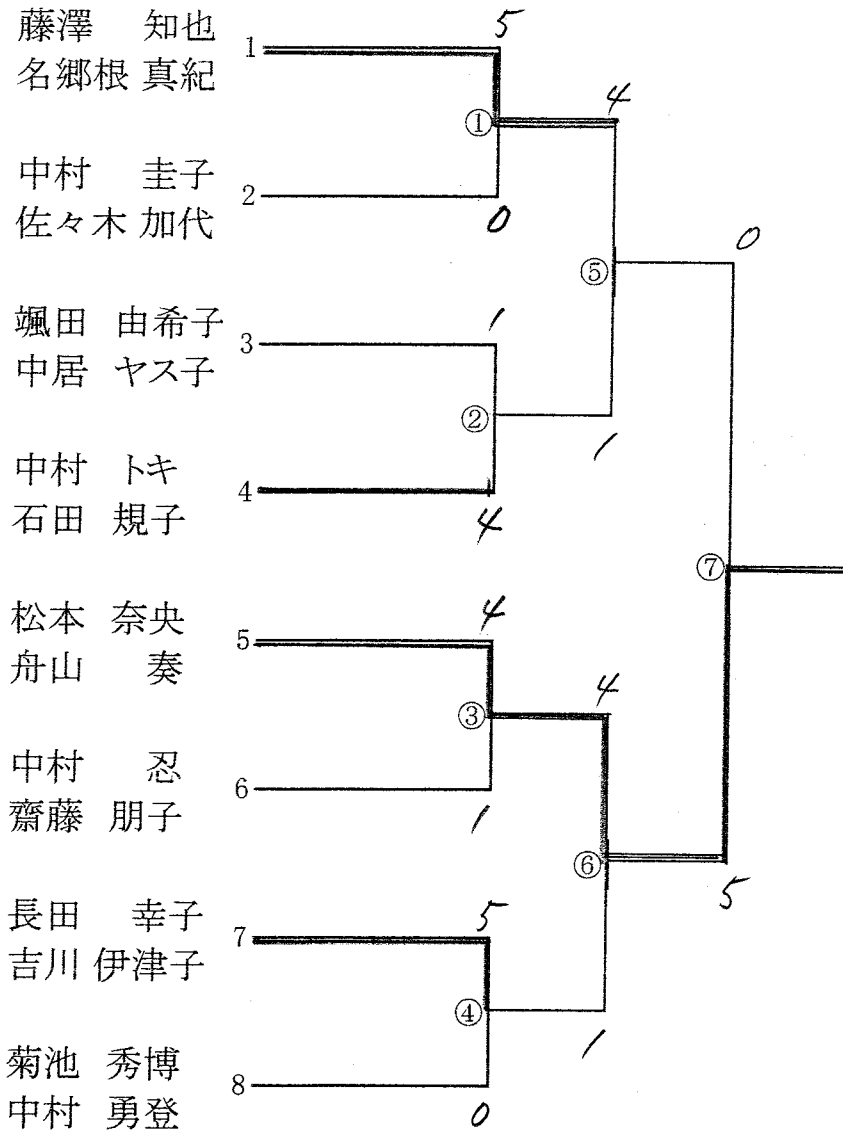 藤澤 知也
1
5
名郷根 真紀
① 4
中村 圭子
2
佐々木 加代
0
0
⑤
颯田 由希子
3
1
中居 ヤス子
②
1
中村 トキ
4
石田 規子
4
⑦
松本 奈央
5
4
舟山 奏
③ 4
中村 忍
6
齋藤 朋子
1
⑥
5
長田 幸子
7
5
吉川 伊津子
④
1
菊池 秀博
8
中村 勇登
0